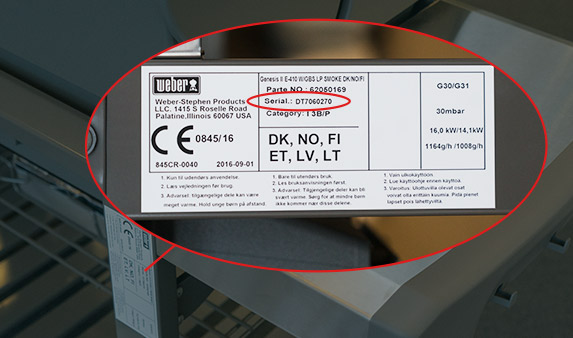 weber
Weber-Stephen Products
LLC. 1415 S Roselle Road
Palatine,Illinois 60067 USA
CE 0845/16
845CR-0040 2016-09-01
Genesis II E-410 W/GBS LP SMOKE DK/NO/FI
Parte NO.: 62050169
Serial.: DT7060270
Category: I 3B/P
DK, NO, FI
ET, LV, LT
G30/G31
30mbar
16,0 kW/14,1kW
1164g/h /1008g/h
1. Kun til udendørs anvendelse.
2. Læs vejledningen før brug.
3. Advarsel: Tilgængelige dele kan være
meget varme. Hold unge børn på afstand.
1. Bare til utendørs bruk.
2. Les bruksanvisningen først.
3. Advarsel: Tilgjengelige deler kan bli
svært varme. Sørg for at mindre barn
ikke kommer nær disse delene.
1. Vain ulkokäyttöön.
2. Lue käyttöohje ennen käyttöä.
3. Varoitus. Ulottuvilla olevat osat
voivat olla erittäin kuumia. Pidä pienet
lapset pois lähettyviltä.
weber